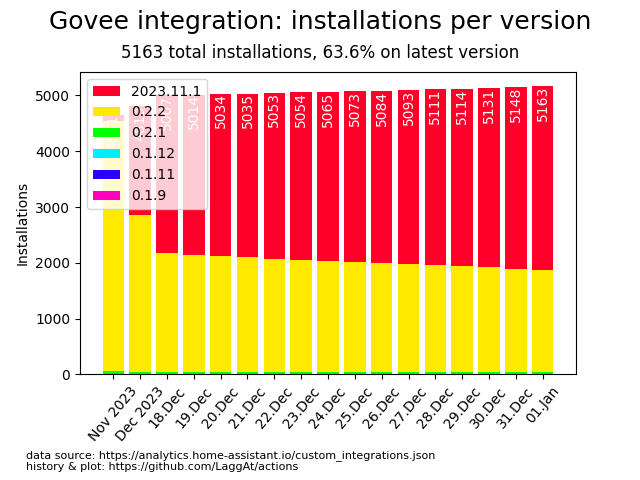 Govee integration: installations per version
5163 total installations, 63.6% on latest version
Installations
5000
4000
3000
2000
1000
0
2023.11.1
0.2.2
0.2.1
0.1.12
0.1.11
0.1.9
5014
5034
5035
5053
5054
5065
5073
5084
5093
5111
5114
5131
5148
5163
Nov 2023
Dec 2023
18.Dec
19.Dec
20.Dec
21.Dec
22.Dec
23.Dec
24.Dec
25.Dec
26.Dec
27.Dec
28.Dec
29.Dec
30.Dec
31.Dec
01.Jan
data source: https://analytics.home-assistant.io/custom_integrations.json
history & plot: https://github.com/LaggAt/actions